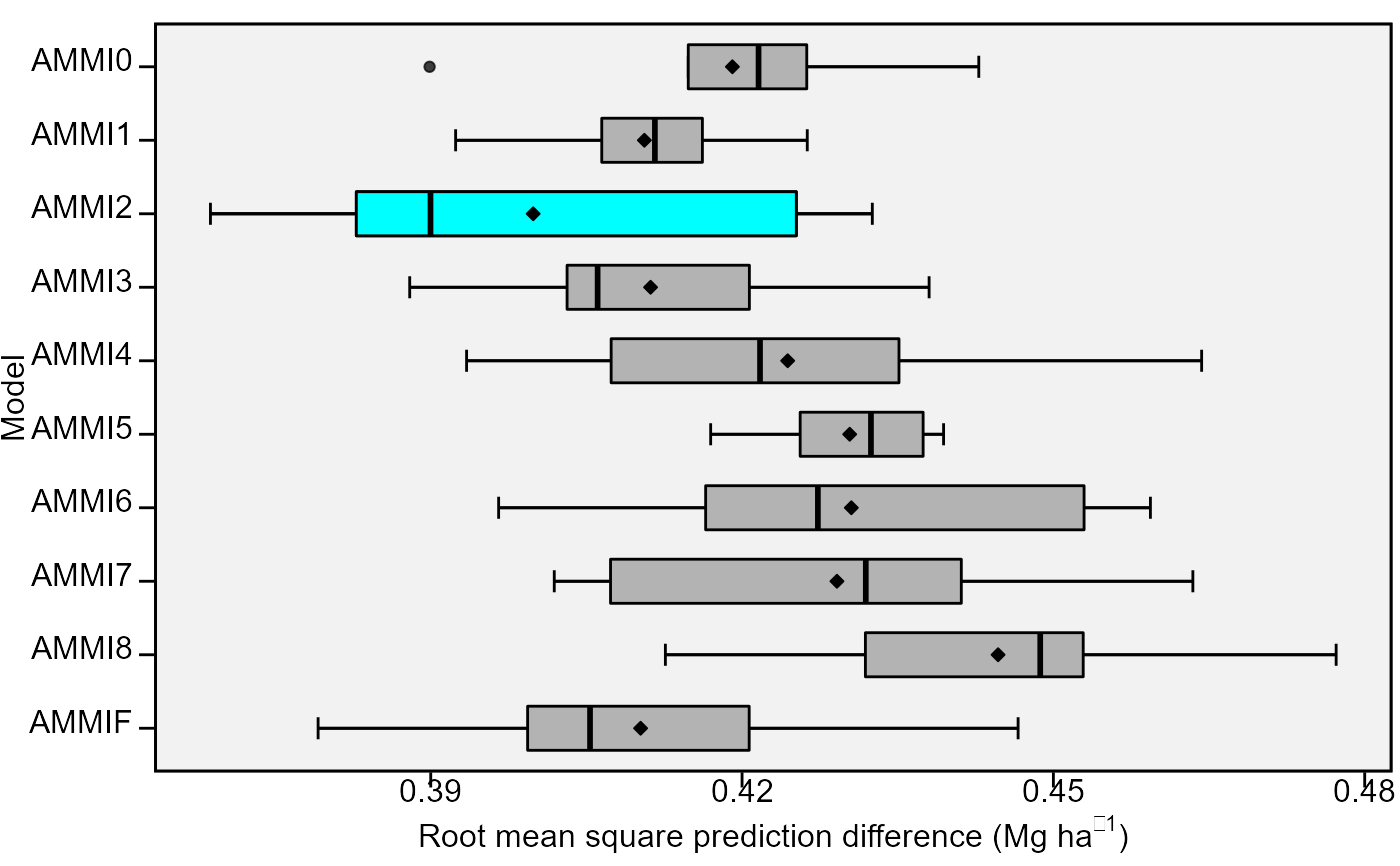 AMMI0
AMMI1
AMMI2
AMMI3
AMMI4
AMMI5
AMMI6
AMMI7
AMMI8
AMMIF
Model
0.39 0.42 0.45 0.48
Root mean square prediction difference (Mg ha□1)